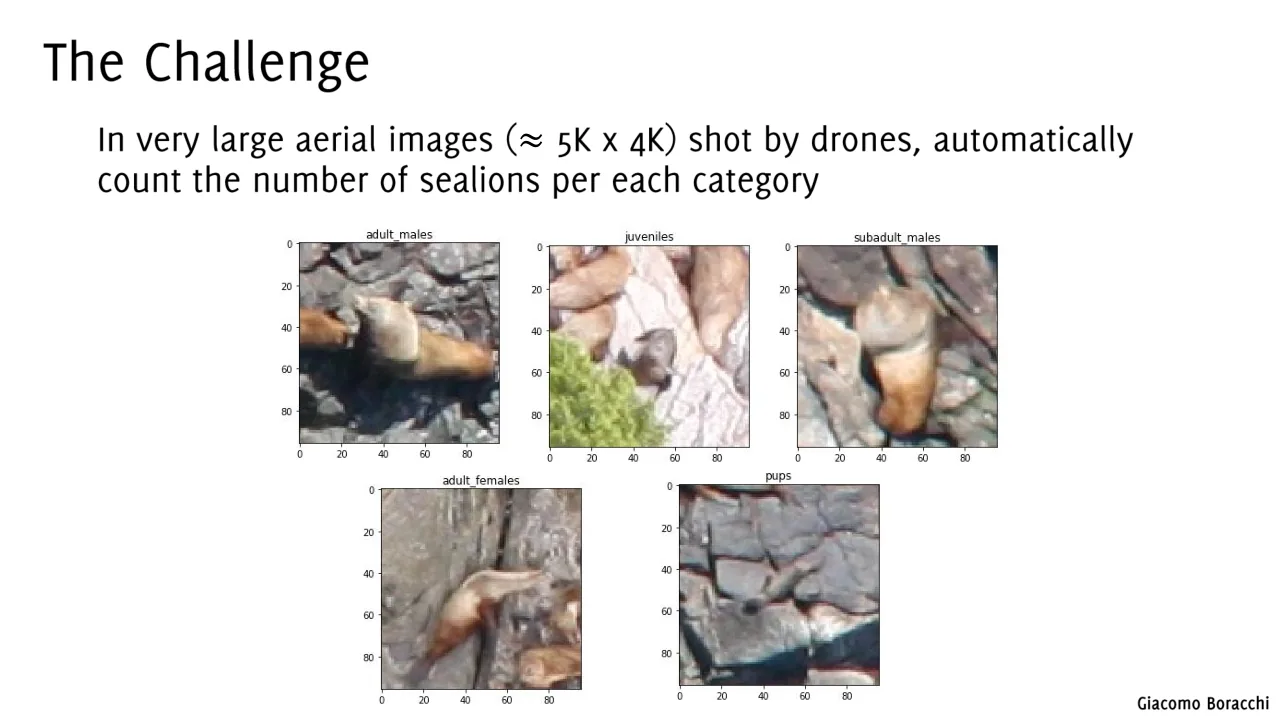 The Challenge
In very large aerial images (≈ 5K x 4K) shot by drones, automatically
count the number of sealions per each category
adult_males
0
20
40
60
80
0 20 40 60 80
juveniles
0
20
40
60
80
0 20 40 60 80
subadult_males
0
20
40
60
80
0 20 40 60 80
adult_females
0
20
40
60
80
0 20 40 60 80
pups
0
20
40
60
80
0 20 40 60 80
Giacomo Boracchi